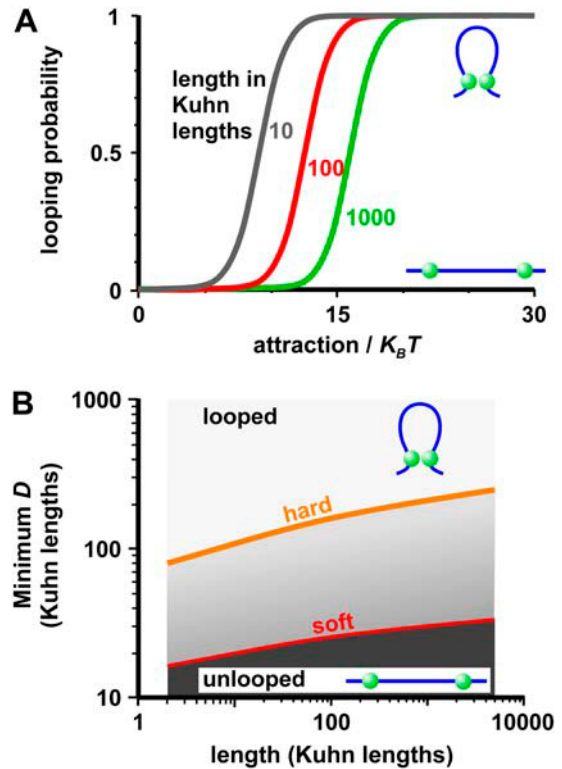 A
1
0.5
0
looping probability
length in
Kuhn
lengths
10
100
1000
0
15
30
attraction / K_BT
B
1000
100
10
Minimum D
(Kuhn lengths)
looped
hard
soft
unlooped
1
100
10000
length (Kuhn lengths)